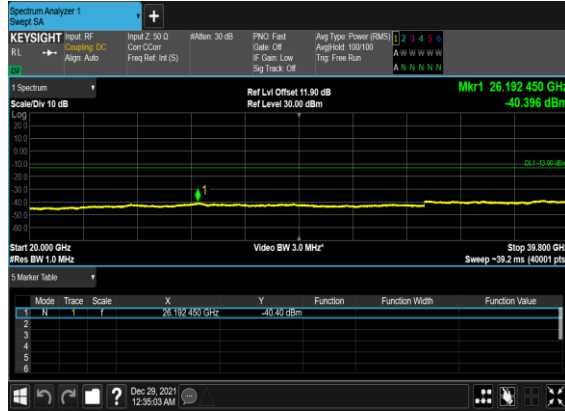 Spectrum Analyzer 1
Swept SA
+
KEYSIGHT Input: RF Input Z: 50 Ω #Atten: 30 dB PNO: Fast Avg Type: Power (RMS) 1 2 3 4 5 6
RL Coupling: DC Corr CCorr Gate: Off Avg|Hold: 100/100 A W W W W W
Align: Auto Freq Ref: Int (S) IF Gain: Low Trig: Free Run
Sig Track: Off A N N N N N
1 Spectrum Ref Lvl Offset 11.90 dB Mkr1 26.192 450 GHz
Scale/Div 10 dB Ref Level 30.00 dBm -40.396 dBm
Log
20.0
10.0
0.00
-10.0 DL1 -13.00 dBm
-20.0
-30.0
1
-40.0
-50.0
-60.0
Start 20.000 GHz Video BW 3.0 MHz* Stop 39.800 GHz
#Res BW 1.0 MHz Sweep ~39.2 ms (40001 pts)
5 Marker Table
Mode Trace Scale X Y Function Function Width Function Value
1 N 1 f 26.192 450 GHz -40.40 dBm
2
3
4
5
6
? Dec 29, 2021
12:35:03 AM